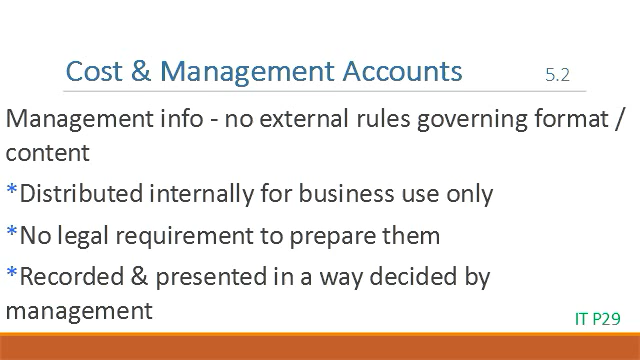 Cost & Management Accounts 5.2
Management info - no external rules governing format /
content
*Distributed internally for business use only
*No legal requirement to prepare them
*Recorded & presented in a way decided by
management
IT P29